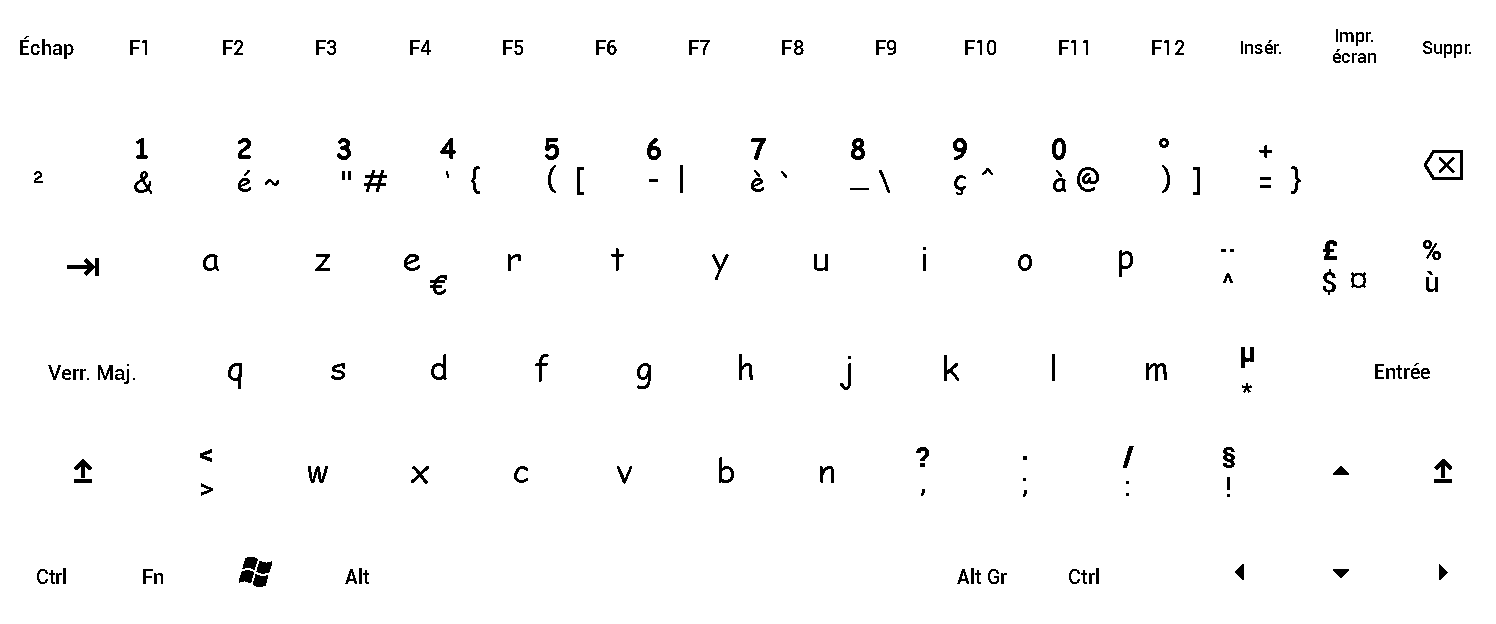 Échap F1 F2 F3 F4 F5 F6 F7 F8 F9 F10 F11 F12 Insér. Impr. écran Suppr.
1 2 3 4 5 6 7 8 9 0 ° +
² & é ~ " # ' { ( [ - | è ` _ \ ç ^ à @ ) ] = }
a z e € r t y u i o p ¨ ^ £ $ ¤ % ù
Verr. Maj. q s d f g h j k l m µ * Entrée
< > w x c v b n ? , . ; / : § !
Ctrl Fn Alt Alt Gr Ctrl